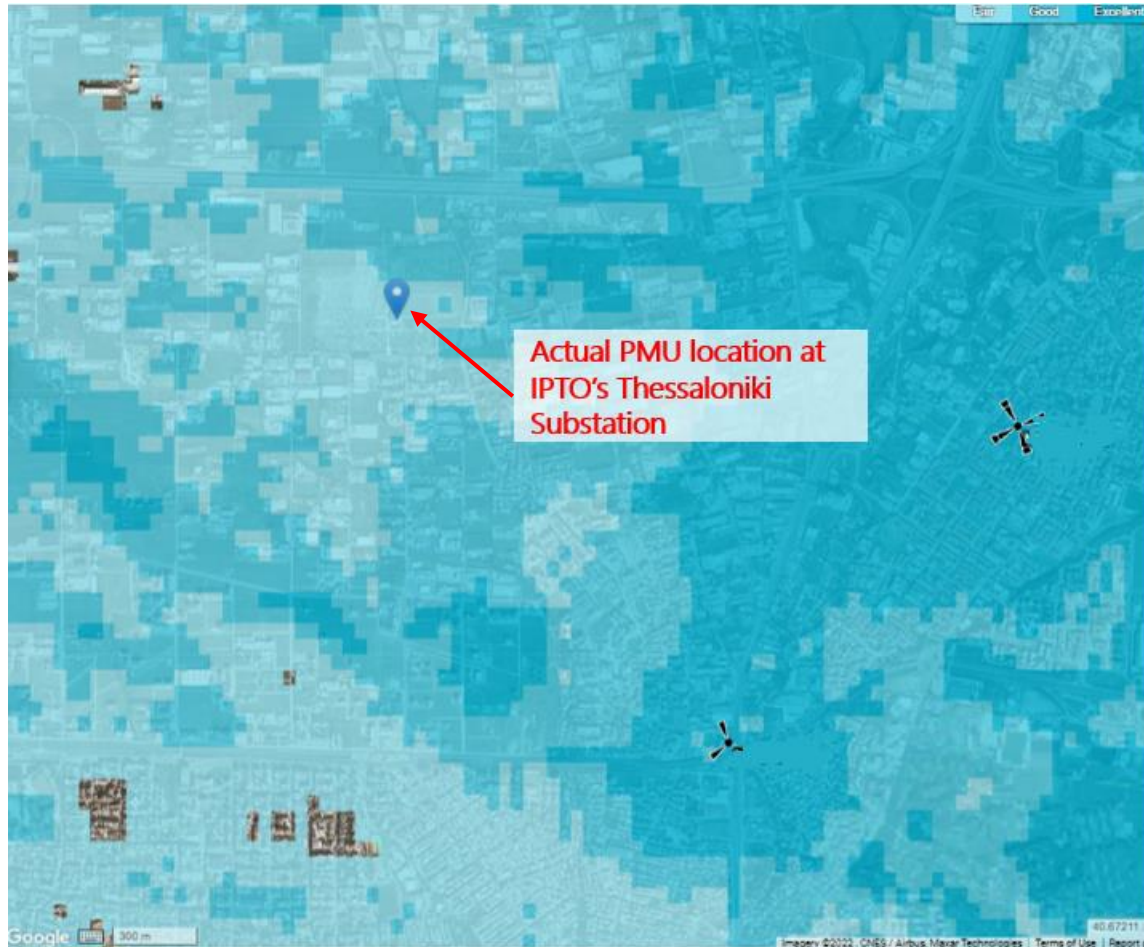 Fair Good Excellent
Actual PMU location at
IPTO's Thessaloniki
Substation
40.67211
Google 300 m Imagery ©2022, CNES / Airbus, Maxar Technologies Terms of Use